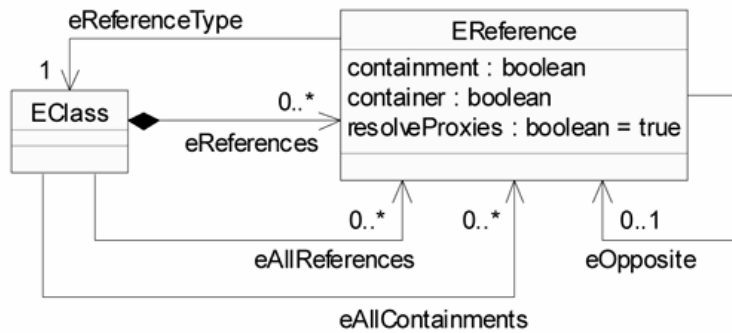 eReferenceType
EReference
1
containment : boolean
EClass
0..*
container : boolean
eReferences
resolveProxies : boolean = true
0..*
0..*
0..1
eAllReferences
eOpposite
eAllContainments